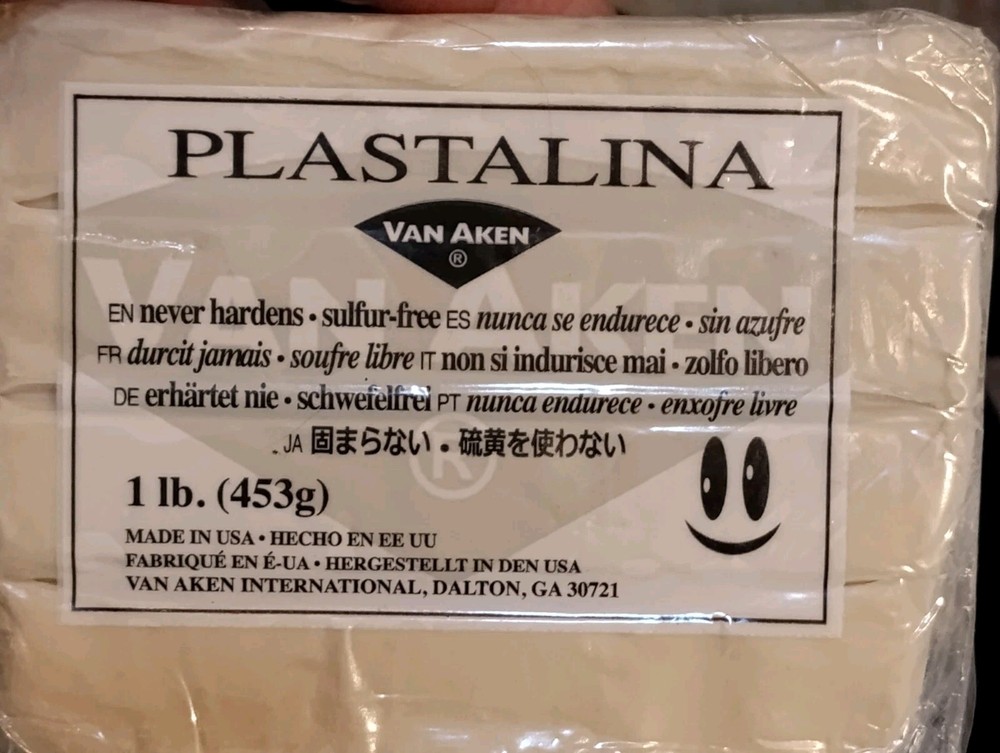 PLASTALINA
VAN AKEN
®
EN never hardens • sulfur-free ES nunca se endurece • sin azufre
FR durcit jamais • soufre libre IT non si indurisce mai • zolfo libero
DE erhärtet nie • schwefelfrei PT nunca endurece • enxofre livre
. JA 固まらない . 硫黄を使わない
1 lb. (453g)
MADE IN USA • HECHO EN EE UU
FABRIQUÉ EN É-UA • HERGESTELLT IN DEN USA
VAN AKEN INTERNATIONAL, DALTON, GA 30721
VAN AKEN
®